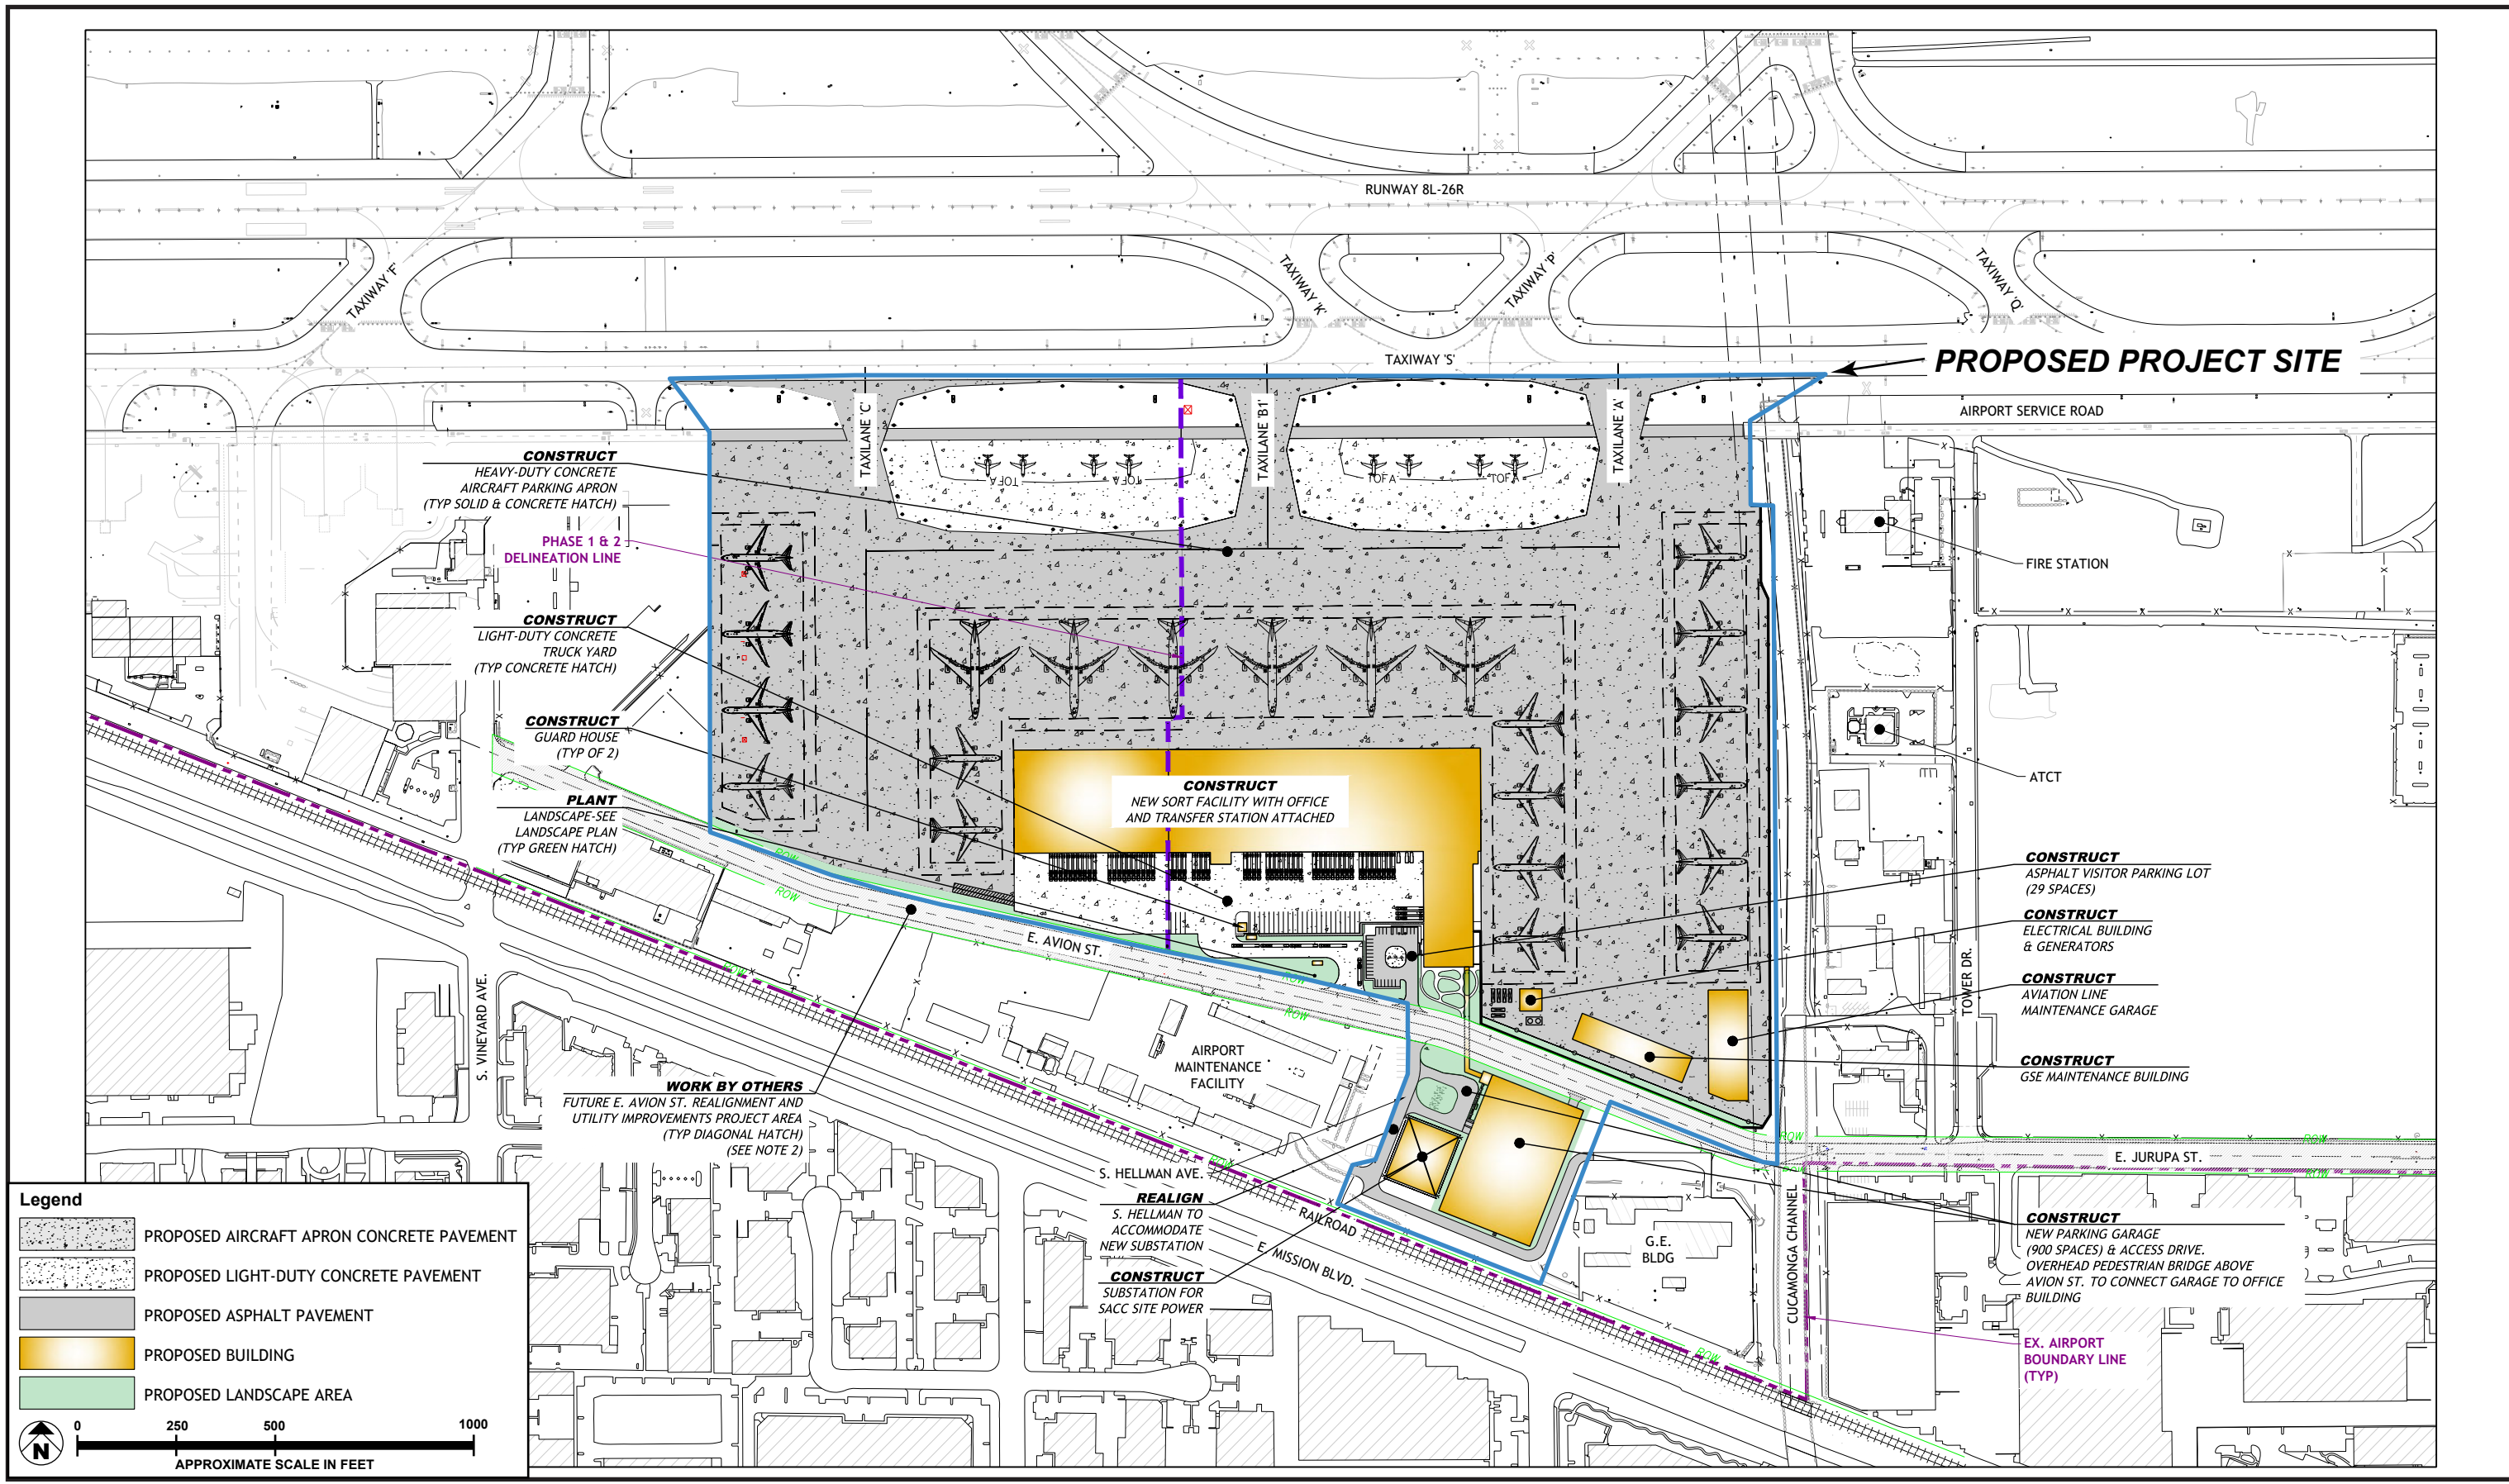 RUNWAY 8L-26R
TAXIWAY 'F'
TAXIWAY 'K'
TAXIWAY 'P'
TAXIWAY 'Q'
TAXIWAY 'S'
PROPOSED PROJECT SITE
AIRPORT SERVICE ROAD
TAXILANE 'C'
TAXILANE 'B1'
TAXILANE 'A'
TOFA
TOFA
TOFA
TOFA
CONSTRUCT
HEAVY-DUTY CONCRETE
AIRCRAFT PARKING APRON
(TYP SOLID & CONCRETE HATCH)
PHASE 1 & 2
DELINEATION LINE
CONSTRUCT
LIGHT-DUTY CONCRETE
TRUCK YARD
(TYP CONCRETE HATCH)
CONSTRUCT
GUARD HOUSE
(TYP OF 2)
PLANT
LANDSCAPE-SEE
LANDSCAPE PLAN
(TYP GREEN HATCH)
CONSTRUCT
NEW SORT FACILITY WITH OFFICE
AND TRANSFER STATION ATTACHED
FIRE STATION
ATCT
CONSTRUCT
ASPHALT VISITOR PARKING LOT
(29 SPACES)
CONSTRUCT
ELECTRICAL BUILDING
& GENERATORS
CONSTRUCT
AVIATION LINE
MAINTENANCE GARAGE
CONSTRUCT
GSE MAINTENANCE BUILDING
TOWER DR.
ROW
ROW
ROW
ROW
ROW
ROW
ROW
ROW
ROW
ROW
E. AVION ST.
S. VINEYARD AVE.
AIRPORT
MAINTENANCE
FACILITY
WORK BY OTHERS
FUTURE E. AVION ST. REALIGNMENT AND
UTILITY IMPROVEMENTS PROJECT AREA
(TYP DIAGONAL HATCH)
(SEE NOTE 2)
S. HELLMAN AVE.
REALIGN
S. HELLMAN TO
ACCOMMODATE
NEW SUBSTATION
CONSTRUCT
SUBSTATION FOR
SACC SITE POWER
RAILROAD
E. MISSION BLVD.
G.E.
BLDG
CUCAMONGA CHANNEL
E. JURUPA ST.
CONSTRUCT
NEW PARKING GARAGE
(900 SPACES) & ACCESS DRIVE.
OVERHEAD PEDESTRIAN BRIDGE ABOVE
AVION ST. TO CONNECT GARAGE TO OFFICE
BUILDING
EX. AIRPORT
BOUNDARY LINE
(TYP)
Legend
PROPOSED AIRCRAFT APRON CONCRETE PAVEMENT
PROPOSED LIGHT-DUTY CONCRETE PAVEMENT
PROPOSED ASPHALT PAVEMENT
PROPOSED BUILDING
PROPOSED LANDSCAPE AREA
N
0 250 500 1000
APPROXIMATE SCALE IN FEET